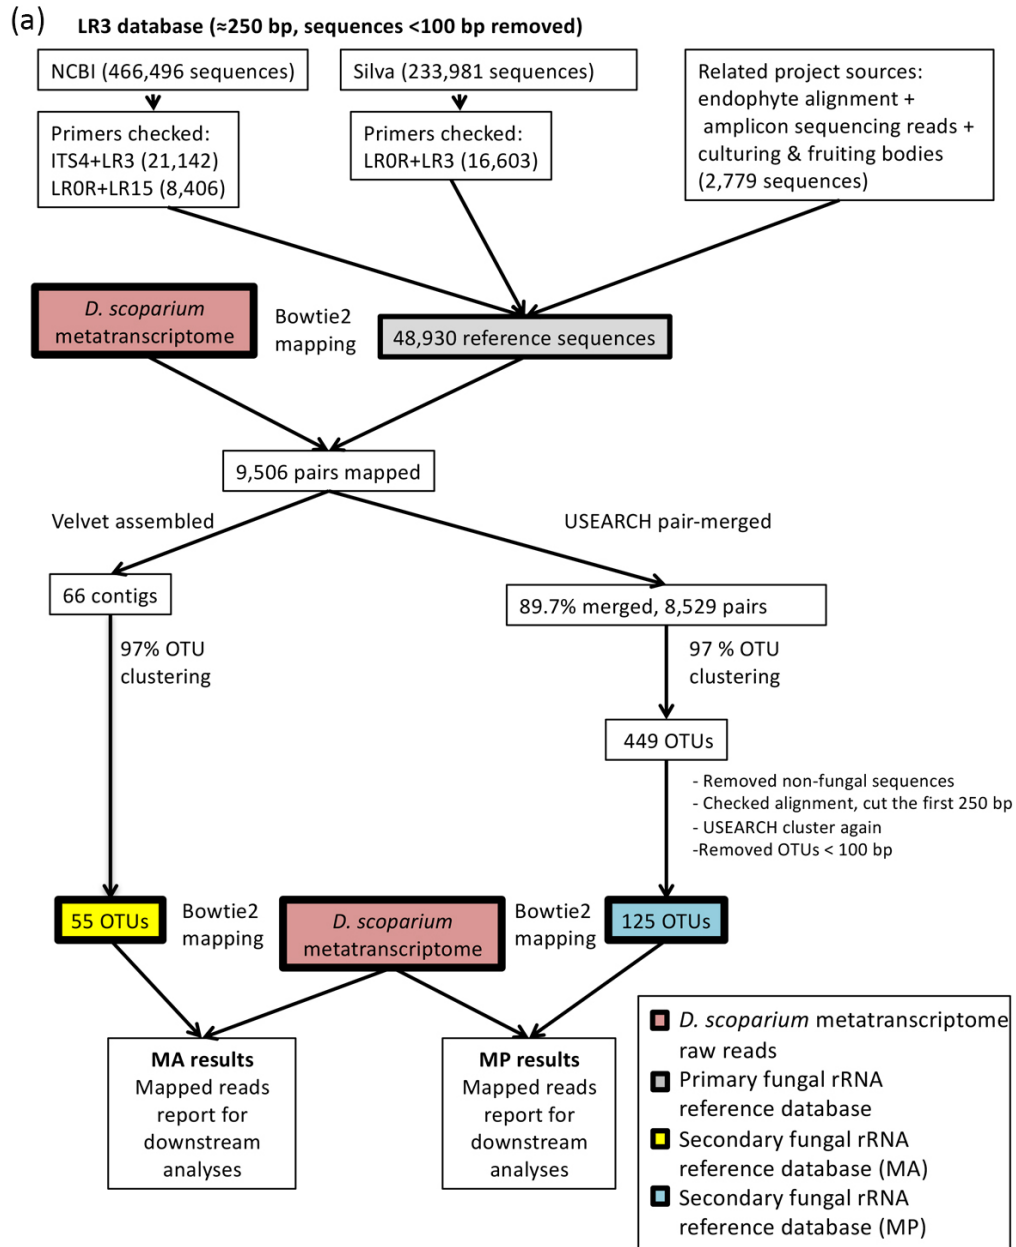 (a)
LR3 database (≈250 bp, sequences <100 bp removed)
NCBI (466,496 sequences)
Silva (233,981 sequences)
Related project sources:
endophyte alignment +
amplicon sequencing reads +
culturing & fruiting bodies
(2,779 sequences)
Primers checked:
ITS4+LR3 (21,142)
LR0R+LR15 (8,406)
Primers checked:
LR0R+LR3 (16,603)
D. scoparium
metatranscriptome
Bowtie2
mapping
48,930 reference sequences
9,506 pairs mapped
Velvet assembled
USEARCH pair-merged
66 contigs
89.7% merged, 8,529 pairs
97% OTU
clustering
97 % OTU
clustering
449 OTUs
- Removed non-fungal sequences
- Checked alignment, cut the first 250 bp
- USEARCH cluster again
-Removed OTUs < 100 bp
55 OTUs
Bowtie2
mapping
D. scoparium
metatranscriptome
Bowtie2
mapping
125 OTUs
MA results
Mapped reads
report for
downstream
analyses
MP results
Mapped reads
report for
downstream
analyses
D. scoparium metatranscriptome
raw reads
Primary fungal rRNA
reference database
Secondary fungal rRNA
reference database (MA)
Secondary fungal rRNA
reference database (MP)